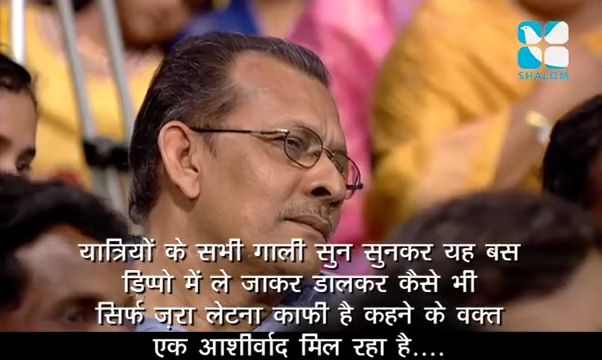 SHALOM
यात्रियों के सभी गाली सुन सुनकर यह बस
डिप्पो में ले जाकर डालकर कैसे भी
सिर्फ ज़रा लेटना काफी है कहने के वक्त
एक आशीर्वाद मिल रहा है....